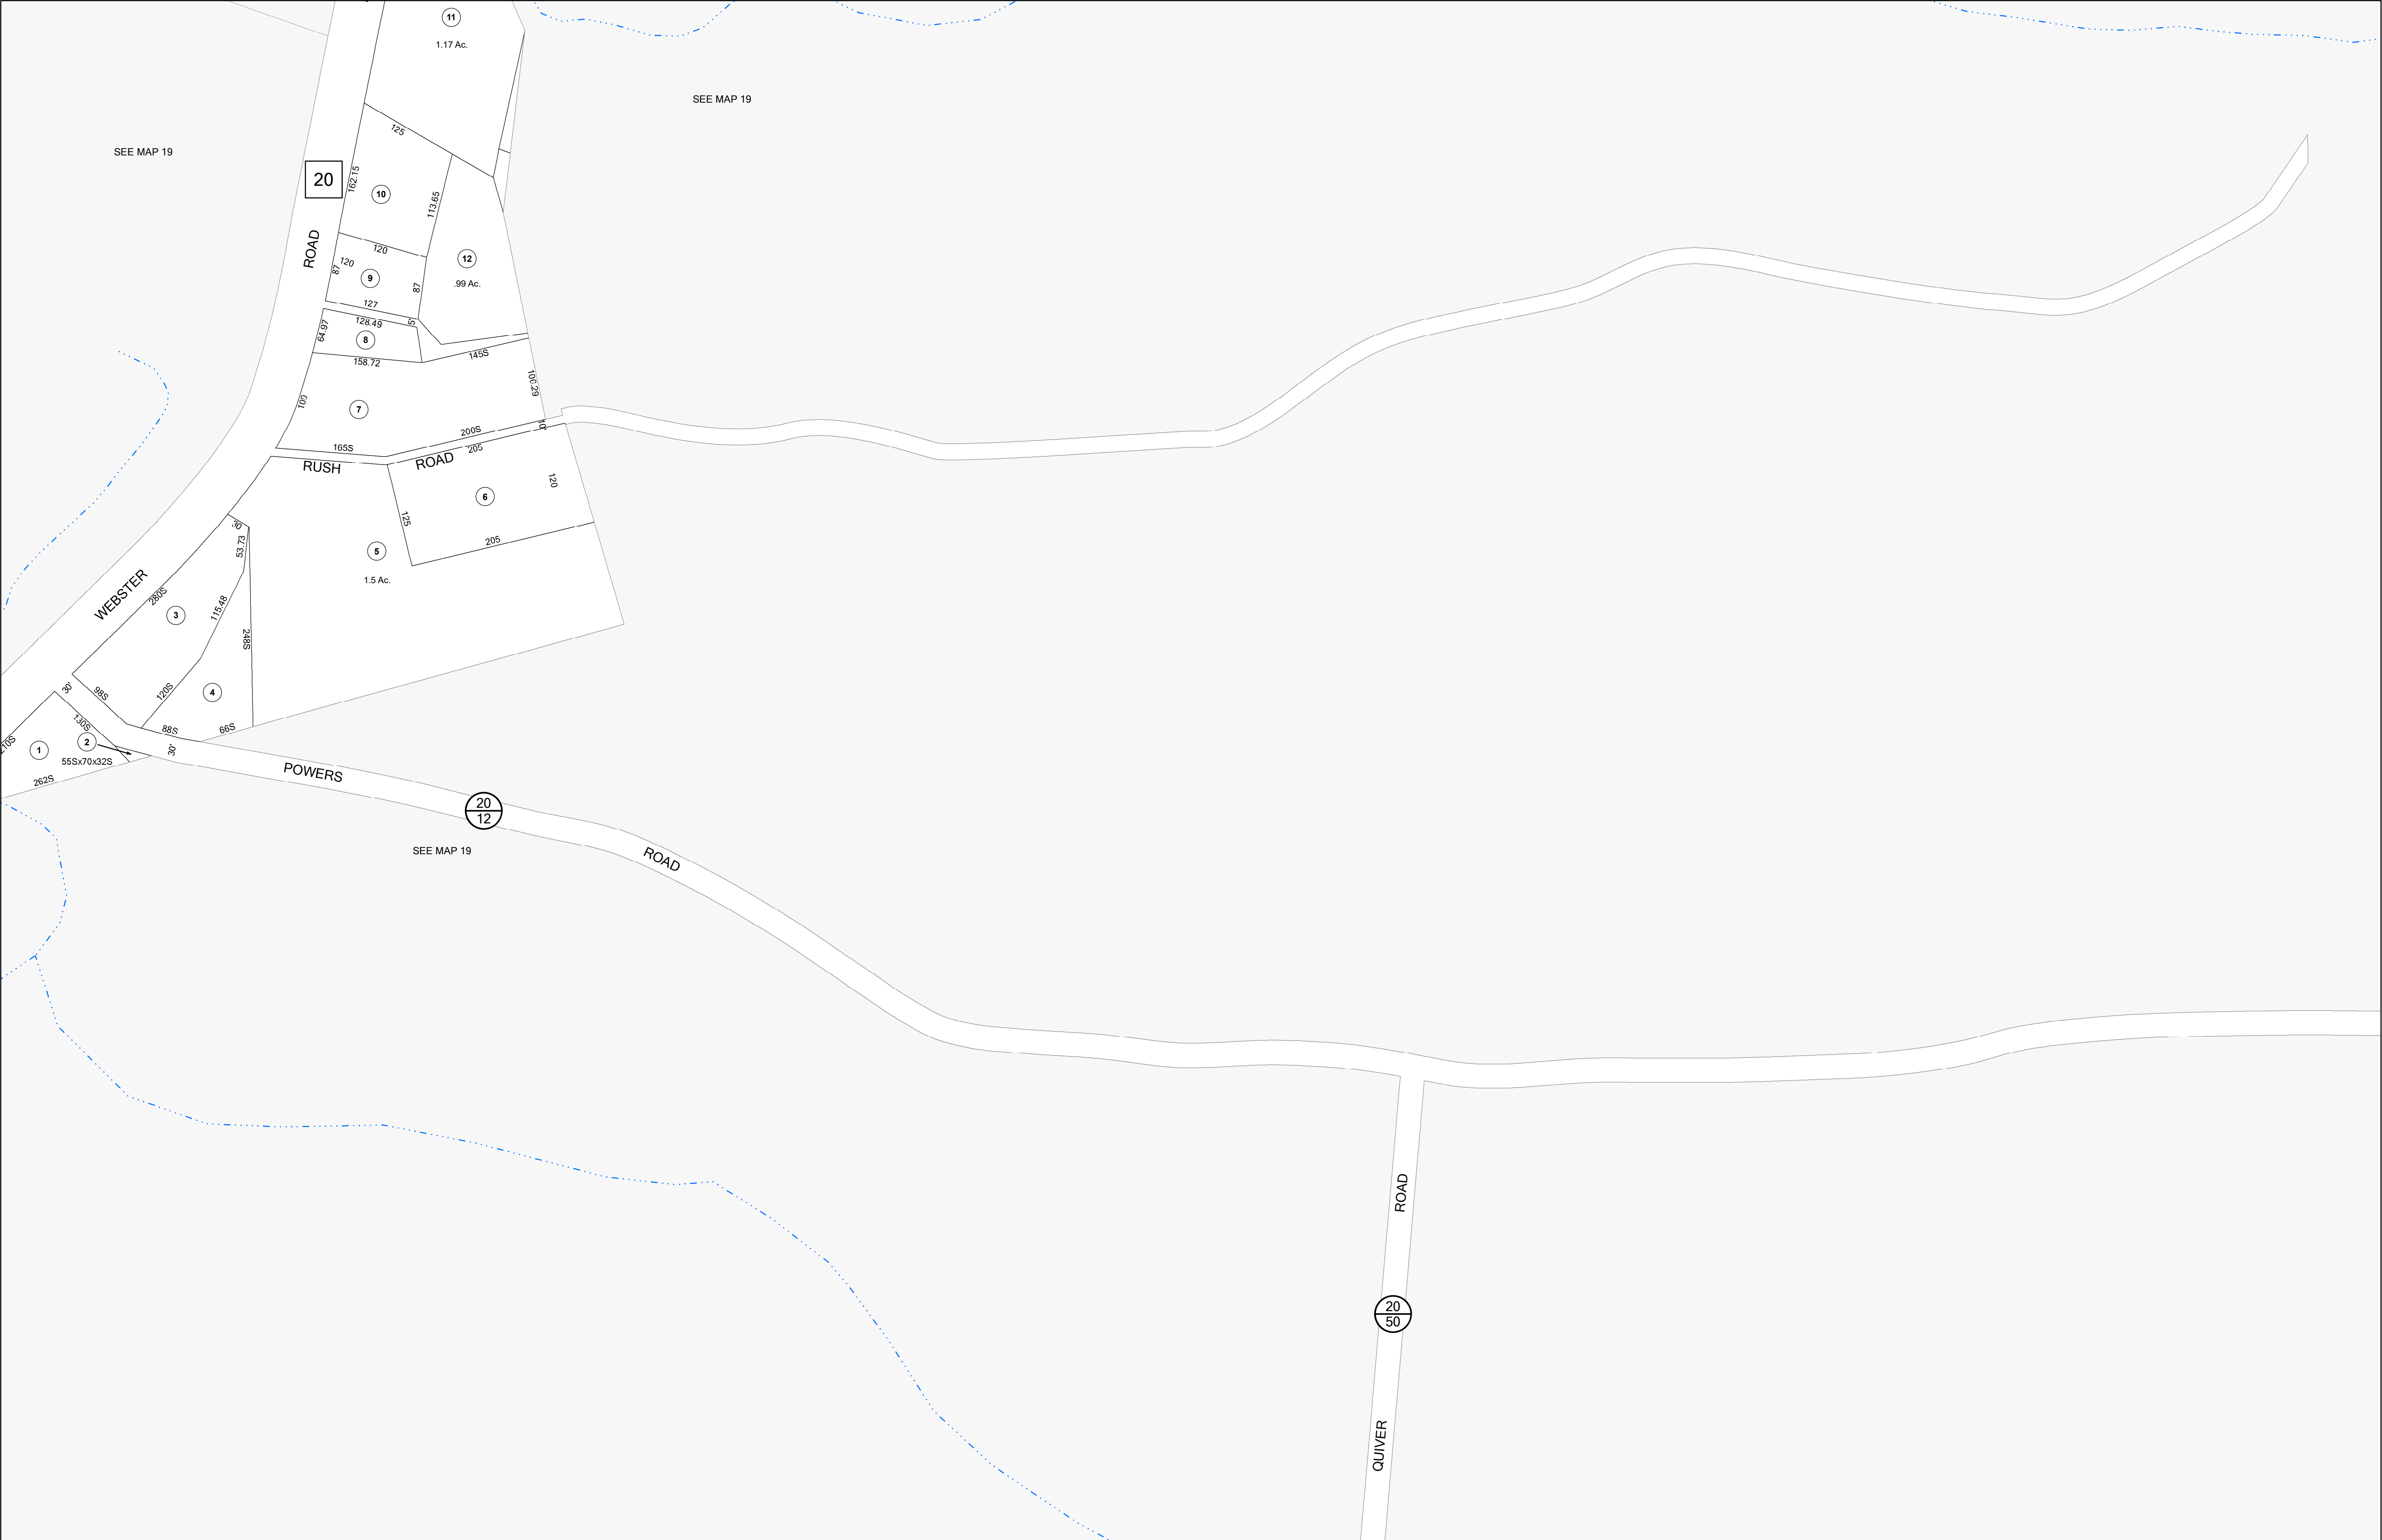 11
1.17 Ac.
SEE MAP 19
125
SEE MAP 19
20
162.15
10
113.65
ROAD
120
120
87
9
12
.99 Ac.
87
127
128.49
5'
64.97
8
145S
158.72
100.29
100
7
10'
200S
165S
205
RUSH
ROAD
120
6
125
30
205
53.73
5
1.5 Ac.
WEBSTER
280S
3
115.48
248S
30'
98S
120S
4
130S
88S
66S
210S
1
2
30'
55Sx70x32S
262S
POWERS
20
12
SEE MAP 19
ROAD
ROAD
20
50
QUIVER